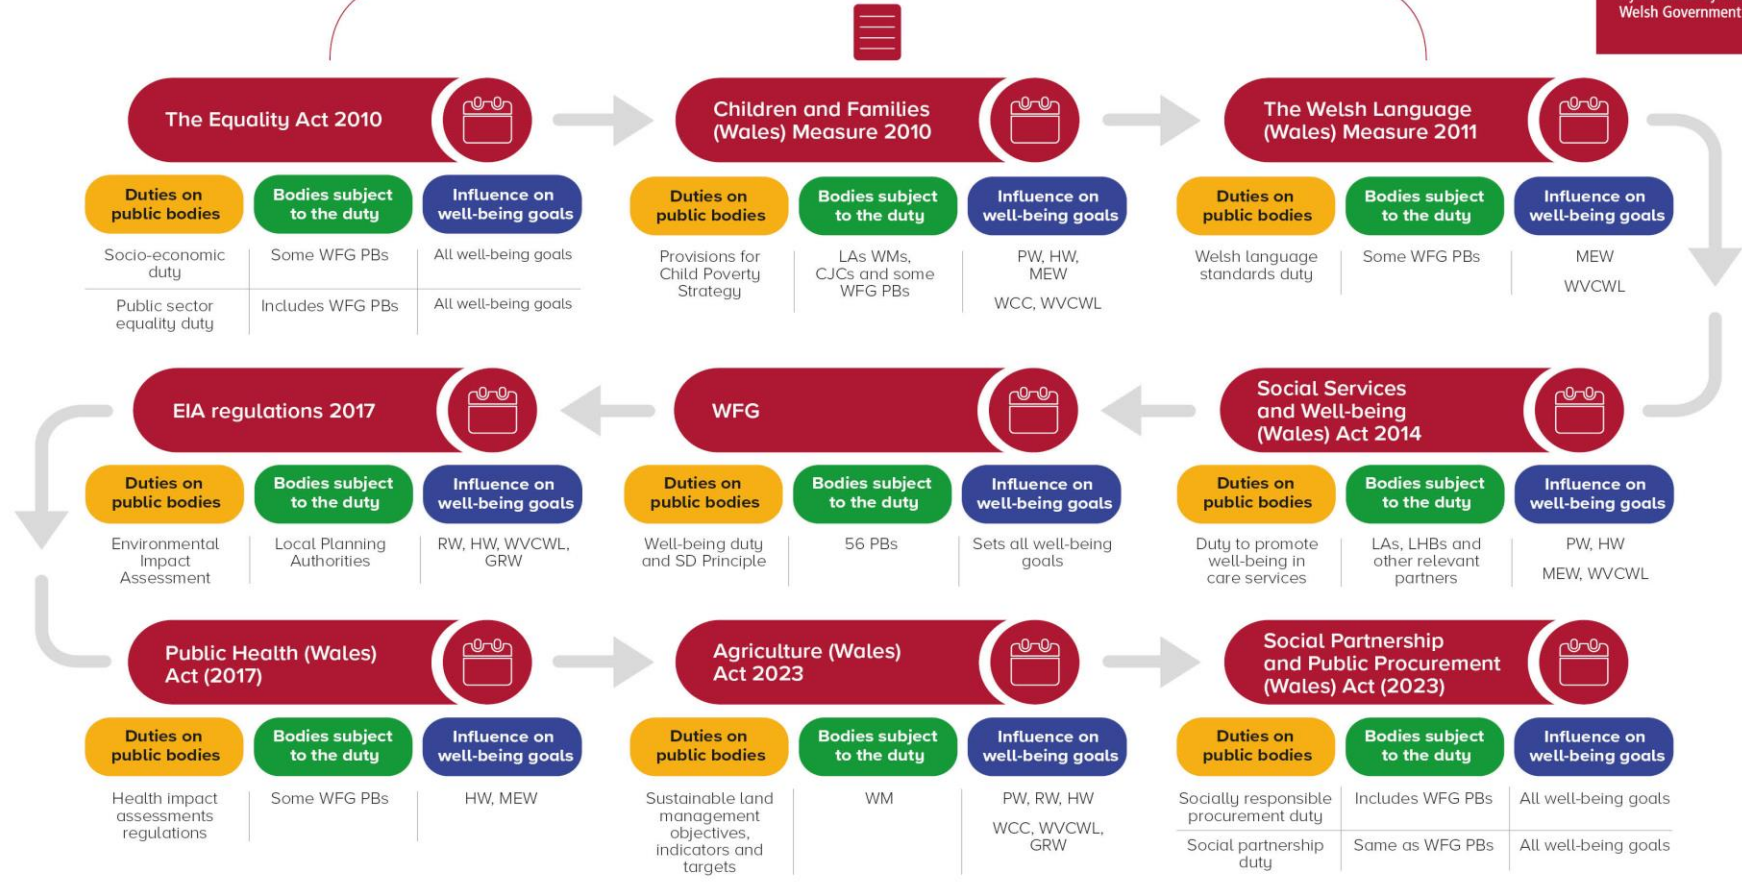 Welsh Government
The Equality Act 2010
Duties on
public bodies
Bodies subject
to the duty
Influence on
well-being goals
Socio-economic
duty
Some WFG PBs
All well-being goals
Public sector
equality duty
Includes WFG PBs
All well-being goals
Children and Families
(Wales) Measure 2010
Duties on
public bodies
Bodies subject
to the duty
Influence on
well-being goals
Provisions for
Child Poverty
Strategy
LAs WMs,
CJCs and some
WFG PBs
PW, HW,
MEW
WCC, WVCWL
The Welsh Language
(Wales) Measure 2011
Duties on
public bodies
Bodies subject
to the duty
Influence on
well-being goals
Welsh language
standards duty
Some WFG PBs
MEW
WVCWL
Social Services
and Well-being
(Wales) Act 2014
Duties on
public bodies
Bodies subject
to the duty
Influence on
well-being goals
Duty to promote
well-being in
care services
LAs, LHBs and
other relevant
partners
PW, HW
MEW, WVCWL
WFG
Duties on
public bodies
Bodies subject
to the duty
Influence on
well-being goals
Well-being duty
and SD Principle
56 PBs
Sets all well-being
goals
EIA regulations 2017
Duties on
public bodies
Bodies subject
to the duty
Influence on
well-being goals
Environmental
Impact
Assessment
Local Planning
Authorities
RW, HW, WVCWL,
GRW
Public Health (Wales)
Act (2017)
Duties on
public bodies
Bodies subject
to the duty
Influence on
well-being goals
Health impact
assessments
regulations
Some WFG PBs
HW, MEW
Agriculture (Wales)
Act 2023
Duties on
public bodies
Bodies subject
to the duty
Influence on
well-being goals
Sustainable land
management
objectives,
indicators and
targets
WM
PW, RW, HW
WCC, WVCWL,
GRW
Social Partnership
and Public Procurement
(Wales) Act (2023)
Duties on
public bodies
Bodies subject
to the duty
Influence on
well-being goals
Socially responsible
procurement duty
Includes WFG PBs
All well-being goals
Social partnership
duty
Same as WFG PBs
All well-being goals